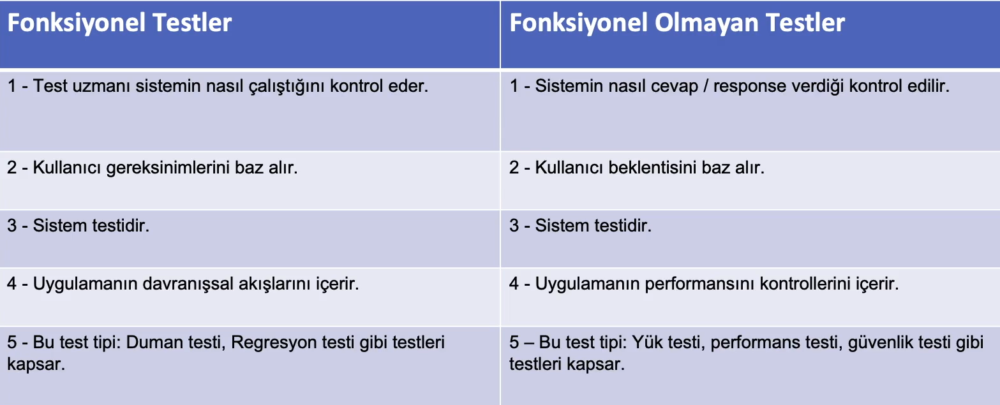 Fonksiyonel Testler
Fonksiyonel Olmayan Testler
1 - Test uzmanı sistemin nasıl çalıştığını kontrol eder.
1 - Sistemin nasıl cevap / response verdiği kontrol edilir.
2 - Kullanıcı gereksinimlerini baz alır.
2 - Kullanıcı beklentisini baz alır.
3 - Sistem testidir.
3 - Sistem testidir.
4 - Uygulamanın davranışsal akışlarını içerir.
4 - Uygulamanın performansını kontrollerini içerir.
5 - Bu test tipi: Duman testi, Regresyon testi gibi testleri
kapsar.
5 – Bu test tipi: Yük testi, performans testi, güvenlik testi gibi
testleri kapsar.